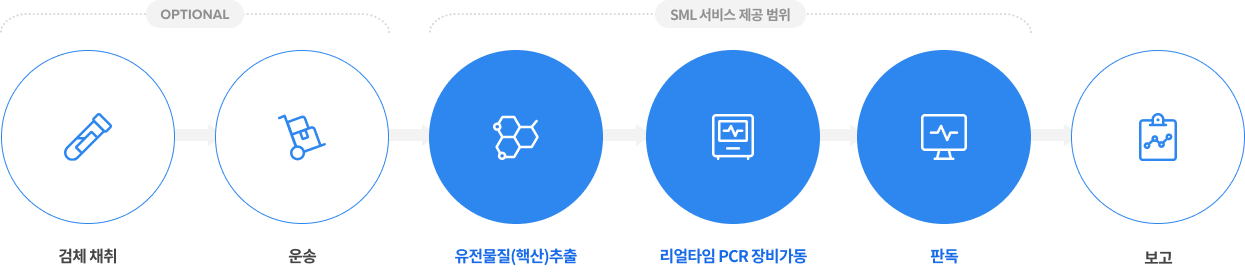 OPTIONAL
SML 서비스 제공 범위
검체 채취
운송
유전물질(핵산)추출
리얼타임 PCR 장비가동
판독
보고